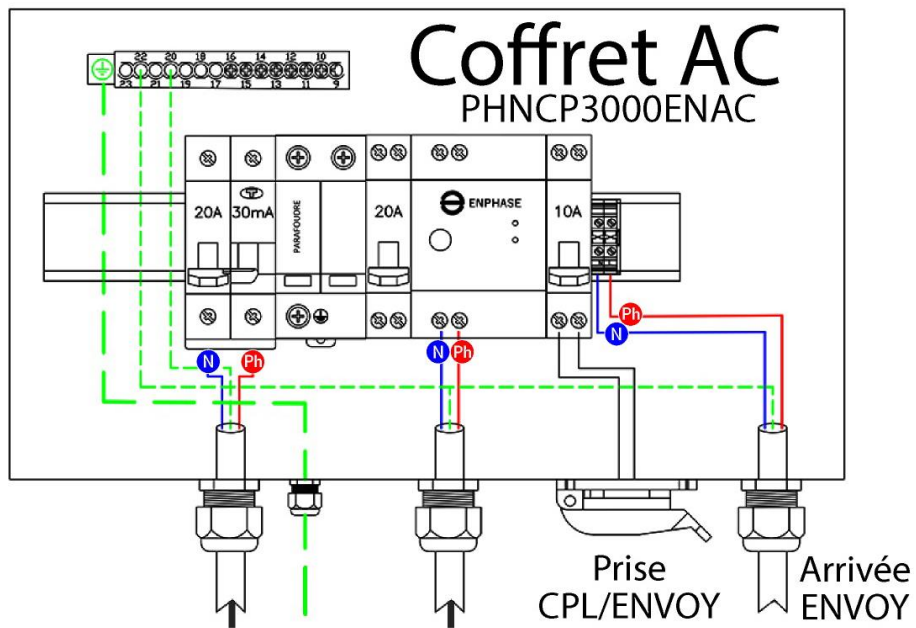 Coffret AC
PHNCP3000ENAC
22 20 18 16 14 12 10
23 21 19 17 15 13 11 9
20A
30mA
PARAFOUDRE
20A
ENPHASE
10A
Ph
N
N
Ph
N
Ph
Prise
CPL/ENVOY
Arrivée
ENVOY